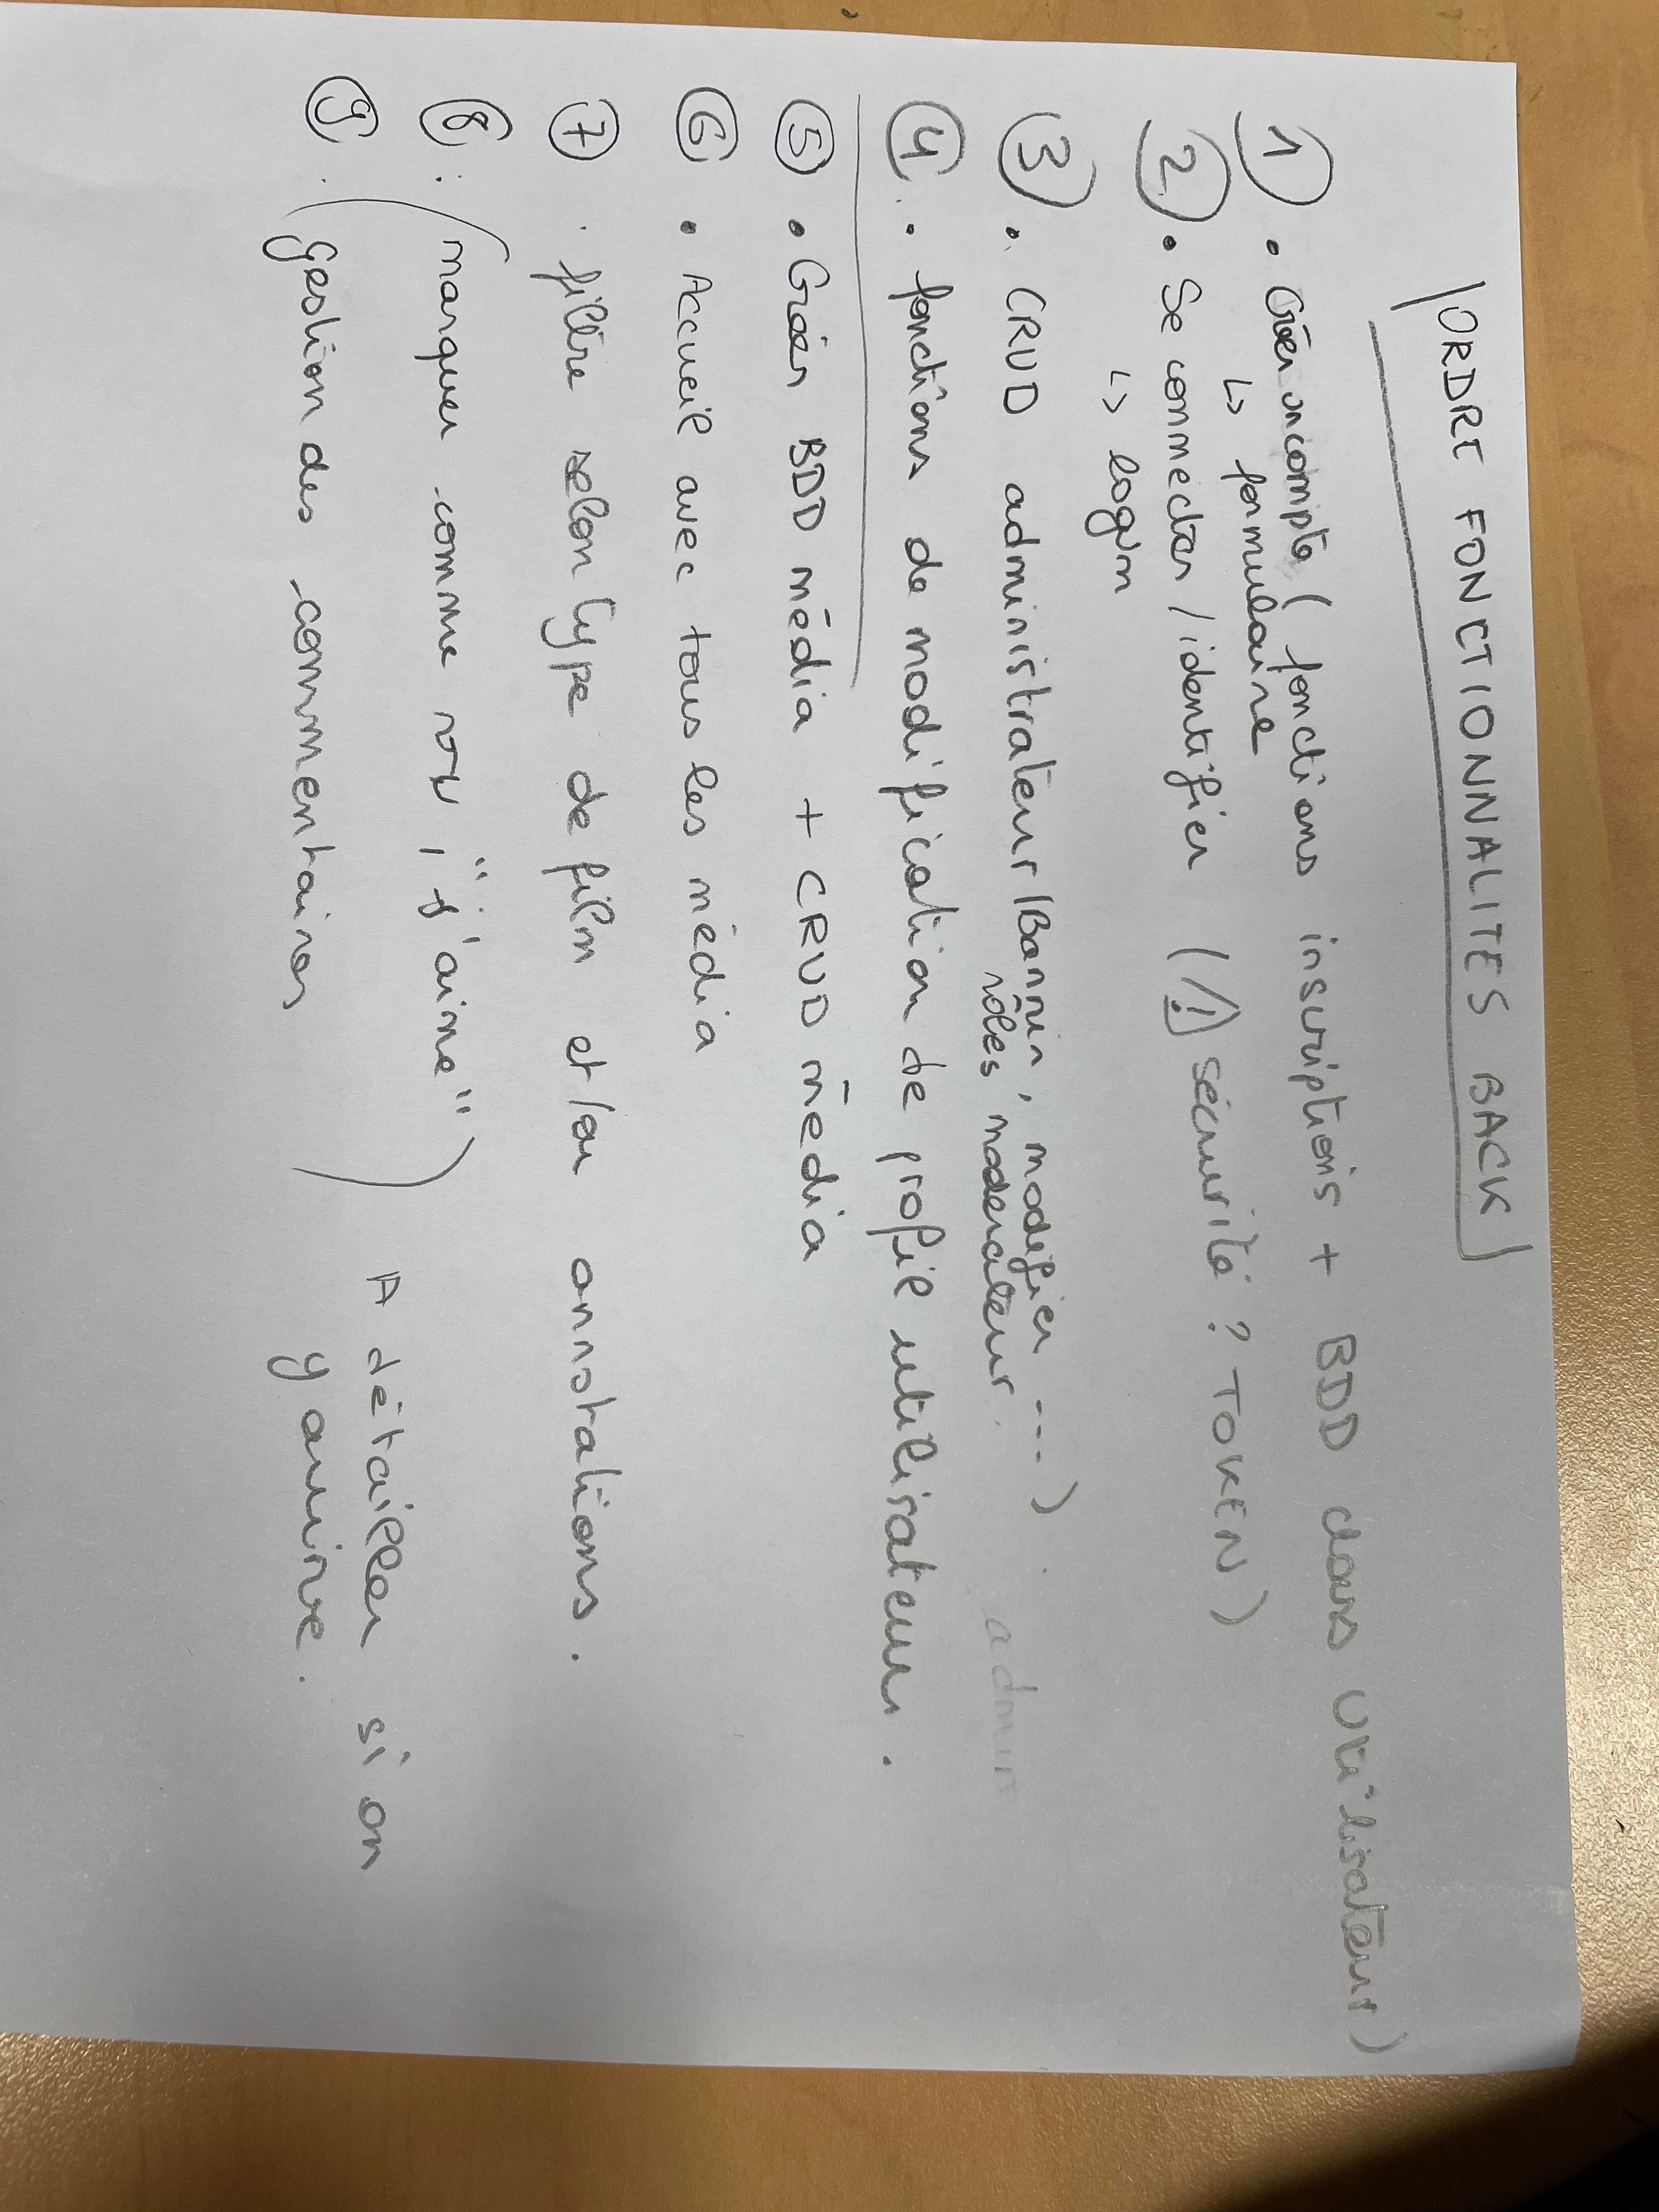 ORDRE FONCTIONNALITES BACK
① • Créer un compte ( fonctions inscriptions + BDD class Utilisateur)
↳ formulaire
② • Se connecter / identifier (⚠ sécurité ? TOKEN)
↳ login
③ • CRUD administrateur (Bannir, modifier ---)
rôles moderateur. admin
④ • fonctions de modification de profil utilisateur.
⑤ • Créer BDD média + CRUD média
⑥ • Accueil avec tous les média
⑦ • filtre selon type de film et/ou annotations.
⑧ : (marquer comme vu, "j'aime")
⑨ . (gestion des commentaires)
A détailler si on
y arrive.